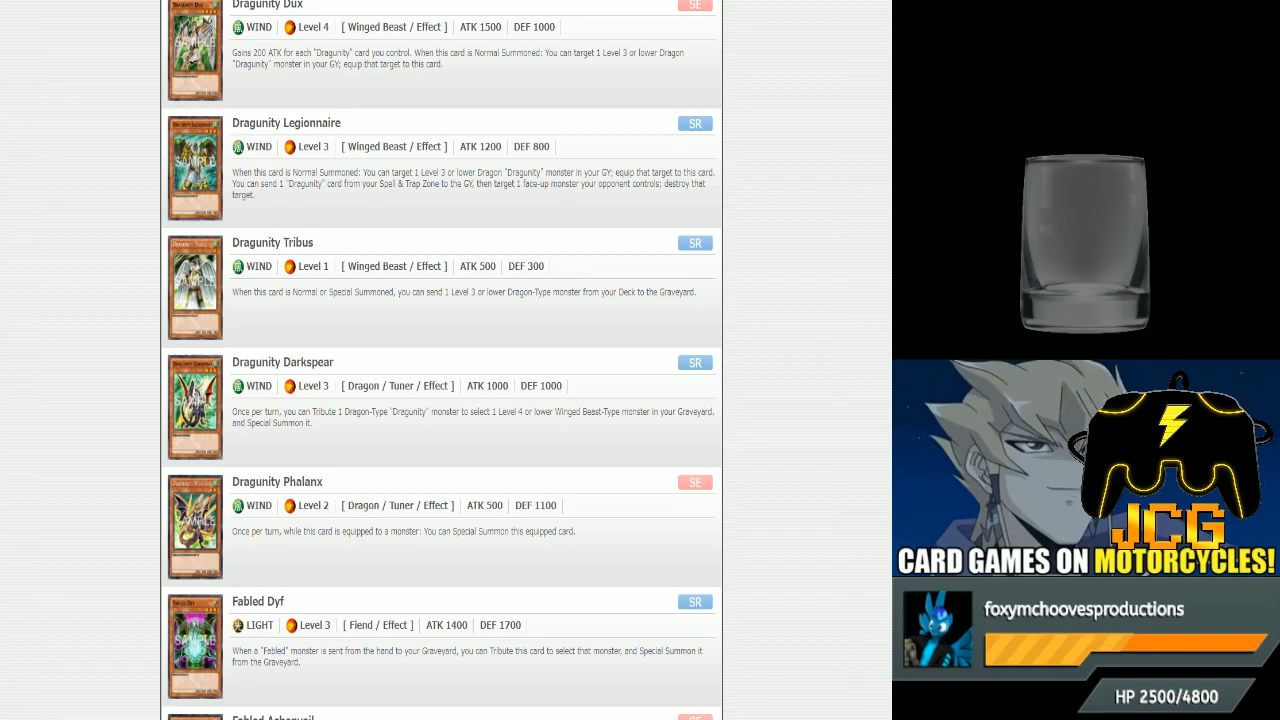 Dragunity Dux
SE
WIND
Level 4
[ Winged Beast / Effect ]
ATK 1500
DEF 1000
Gains 200 ATK for each "Dragunity" card you control. When this card is Normal Summoned: You can target 1 Level 3 or lower Dragon
"Dragunity" monster in your GY; equip that target to this card.
Dragunity Legionnaire
SR
WIND
Level 3
[ Winged Beast / Effect ]
ATK 1200
DEF 800
When this card is Normal Summoned: You can target 1 Level 3 or lower Dragon "Dragunity" monster in your GY; equip that target to this card.
You can send 1 "Dragunity" card from your Spell & Trap Zone to the GY, then target 1 face-up monster your opponent controls; destroy that
target.
Dragunity Tribus
SR
WIND
Level 1
[ Winged Beast / Effect ]
ATK 500
DEF 300
When this card is Normal or Special Summoned, you can send 1 Level 3 or lower Dragon-Type monster from your Deck to the Graveyard.
Dragunity Darkspear
SR
WIND
Level 3
[ Dragon / Tuner / Effect ]
ATK 1000
DEF 1000
Once per turn, you can Tribute 1 Dragon-Type "Dragunity" monster to select 1 Level 4 or lower Winged Beast-Type monster in your Graveyard,
and Special Summon it.
Dragunity Phalanx
SE
WIND
Level 2
[ Dragon / Tuner / Effect ]
ATK 500
DEF 1100
Once per turn, while this card is equipped to a monster: You can Special Summon this equipped card.
Fabled Dyf
SR
LIGHT
Level 3
[ Fiend / Effect ]
ATK 1400
DEF 1700
When a "Fabled" monster is sent from the hand to your Graveyard, you can Tribute this card to select that monster, and Special Summon it
from the Graveyard.
SAMPLE
SAMPLE
SAMPLE
SAMPLE
SAMPLE
SAMPLE
JCG
CARD GAMES ON MOTORCYCLES!
foxymchoovesproductions
HP 2500/4800